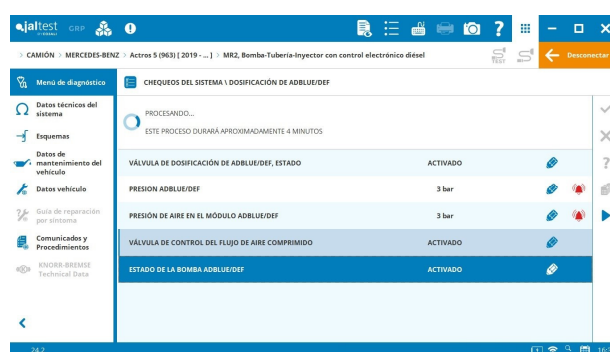 jaltest GRP
CAMIÓN > MERCEDES-BENZ > Actros 5 (963) [ 2019 - ... ] > MR2, Bomba-Tubería-Inyector con control electrónico diésel
TEST
Desconectar
Menú de diagnóstico
CHEQUEOS DEL SISTEMA \ DOSIFICACIÓN DE ADBLUE/DEF
Datos técnicos del
sistema
Esquemas
Datos de
mantenimiento del
vehículo
Datos vehículo
Guía de reparación
por síntoma
Comunicados y
Procedimientos
KNORR-BREMSE
Technical Data
PROCESANDO...
ESTE PROCESO DURARÁ APROXIMADAMENTE 4 MINUTOS
VÁLVULA DE DOSIFICACIÓN DE ADBLUE/DEF, ESTADO ACTIVADO
PRESION ADBLUE/DEF 3 bar
PRESIÓN DE AIRE EN EL MÓDULO ADBLUE/DEF 3 bar
VÁLVULA DE CONTROL DEL FLUJO DE AIRE COMPRIMIDO ACTIVADO
ESTADO DE LA BOMBA ADBLUE/DEF ACTIVADO
24.2